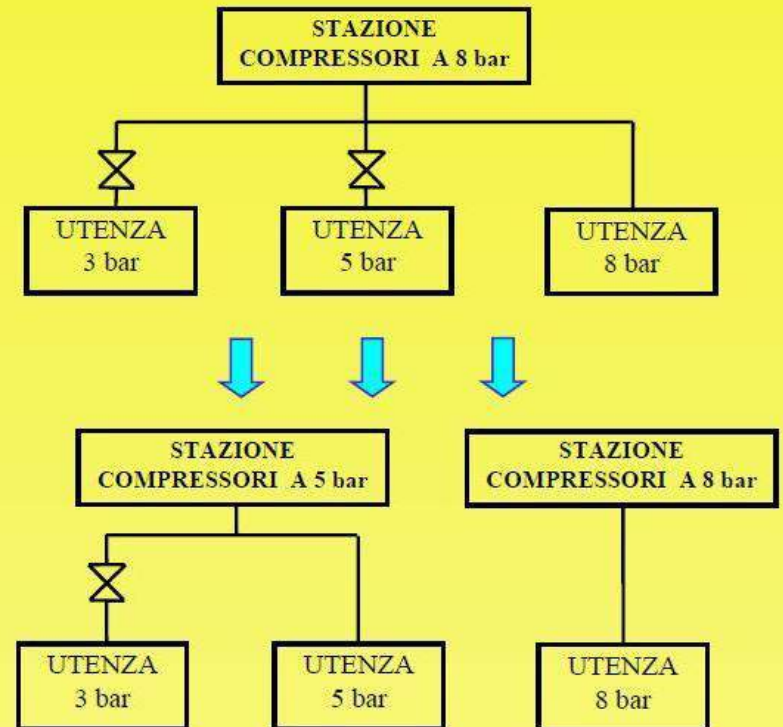 STAZIONE
COMPRESSORI A 8 bar
UTENZA
3 bar
UTENZA
5 bar
UTENZA
8 bar
STAZIONE
COMPRESSORI A 5 bar
STAZIONE
COMPRESSORI A 8 bar
UTENZA
3 bar
UTENZA
5 bar
UTENZA
8 bar